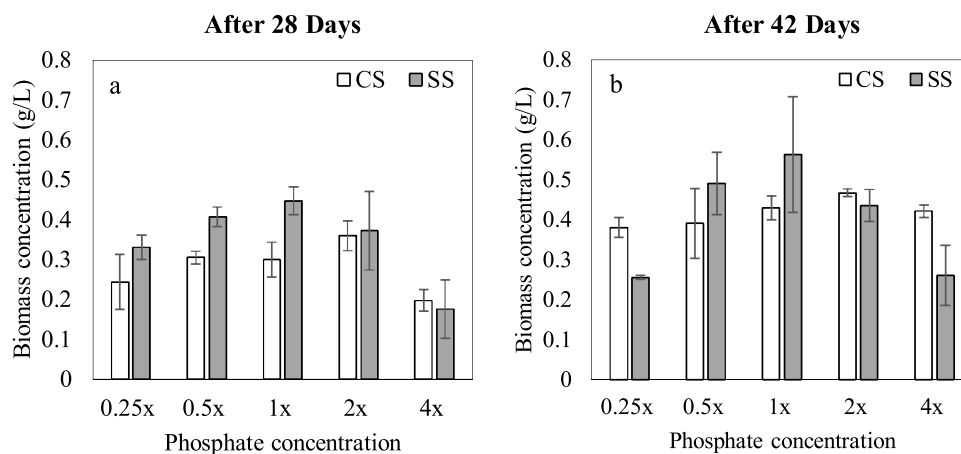 After 28 Days
Biomass concentration (g/L)
0.8
0.7
0.6
0.5
0.4
0.3
0.2
0.1
0
a
CS SS
0.25x 0.5x 1x 2x 4x
Phosphate concentration
After 42 Days
Biomass concentration (g/L)
0.8
0.7
0.6
0.5
0.4
0.3
0.2
0.1
0
b
CS SS
0.25x 0.5x 1x 2x 4x
Phosphate concentration